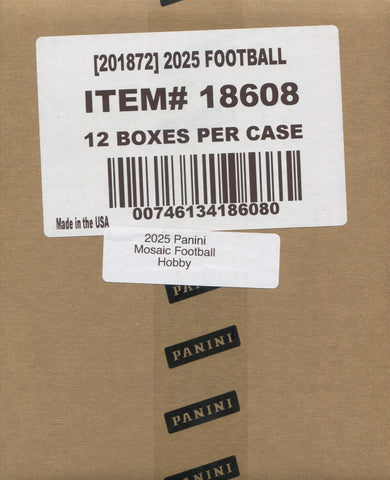 [201872] 2025 FOOTBALL
ITEM# 18608
12 BOXES PER CASE
00746134186080
Made in the USA
2025 Panini
Mosaic Football
Hobby
PANINI
PANINI
PANINI
PANINI